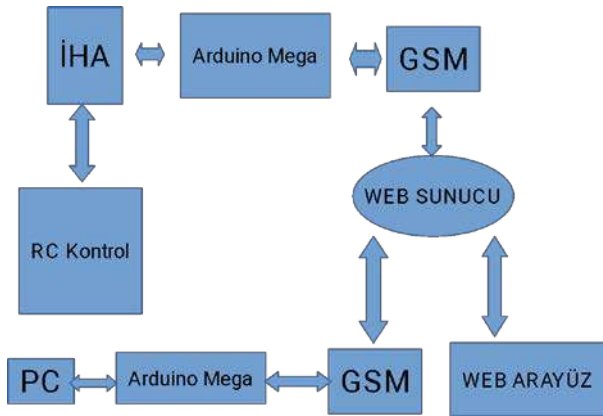 İHA
Arduino Mega
GSM
WEB SUNUCU
RC Kontrol
PC
Arduino Mega
GSM
WEB ARAYÜZ